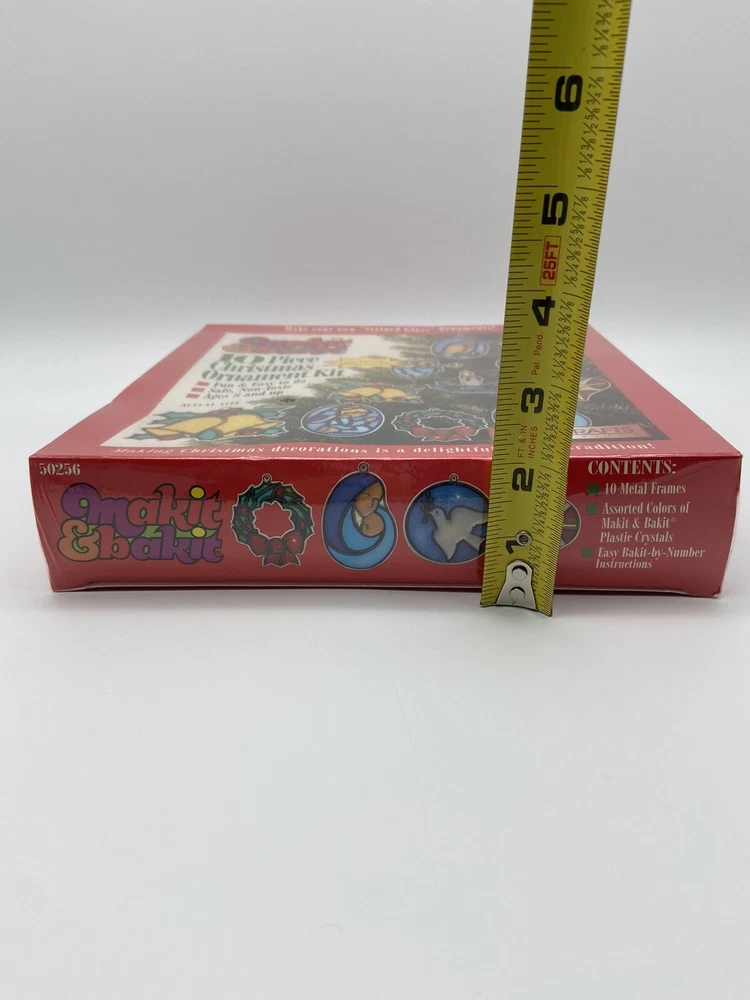 Make your own "Stained Glass" Ornaments!
Makit
& Bakit
10 Piece
Christmas
Ornament Kit
Fun & Easy to do
Safe, Non-Toxic
Ages 8 and up
ACTUAL SIZE
Making Christmas decorations is a delightful tradition!
50256
makit
& bakit
CONTENTS:
10 Metal Frames
Assorted Colors of
Makit & Bakit®
Plastic Crystals
Easy Bakit-by-Number
Instructions
6
5
25FT
4
Pat. Pend.
3
FT & IN
INCHES
2
1